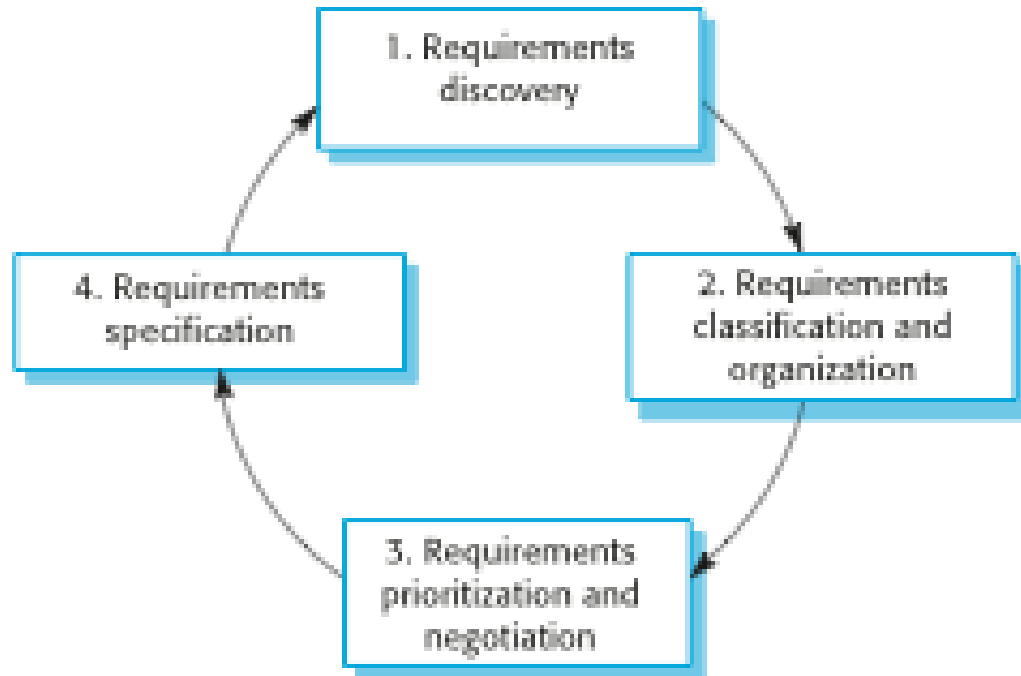 1. Requirements
discovery
2. Requirements
classification and
organization
3. Requirements
prioritization and
negotiation
4. Requirements
specification